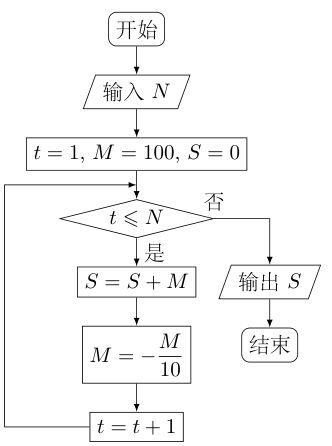 开始
输入 N
t = 1, M = 100, S = 0
t ⩽ N
否
是
S = S + M
输出 S
M = −M/10
结束
t = t + 1